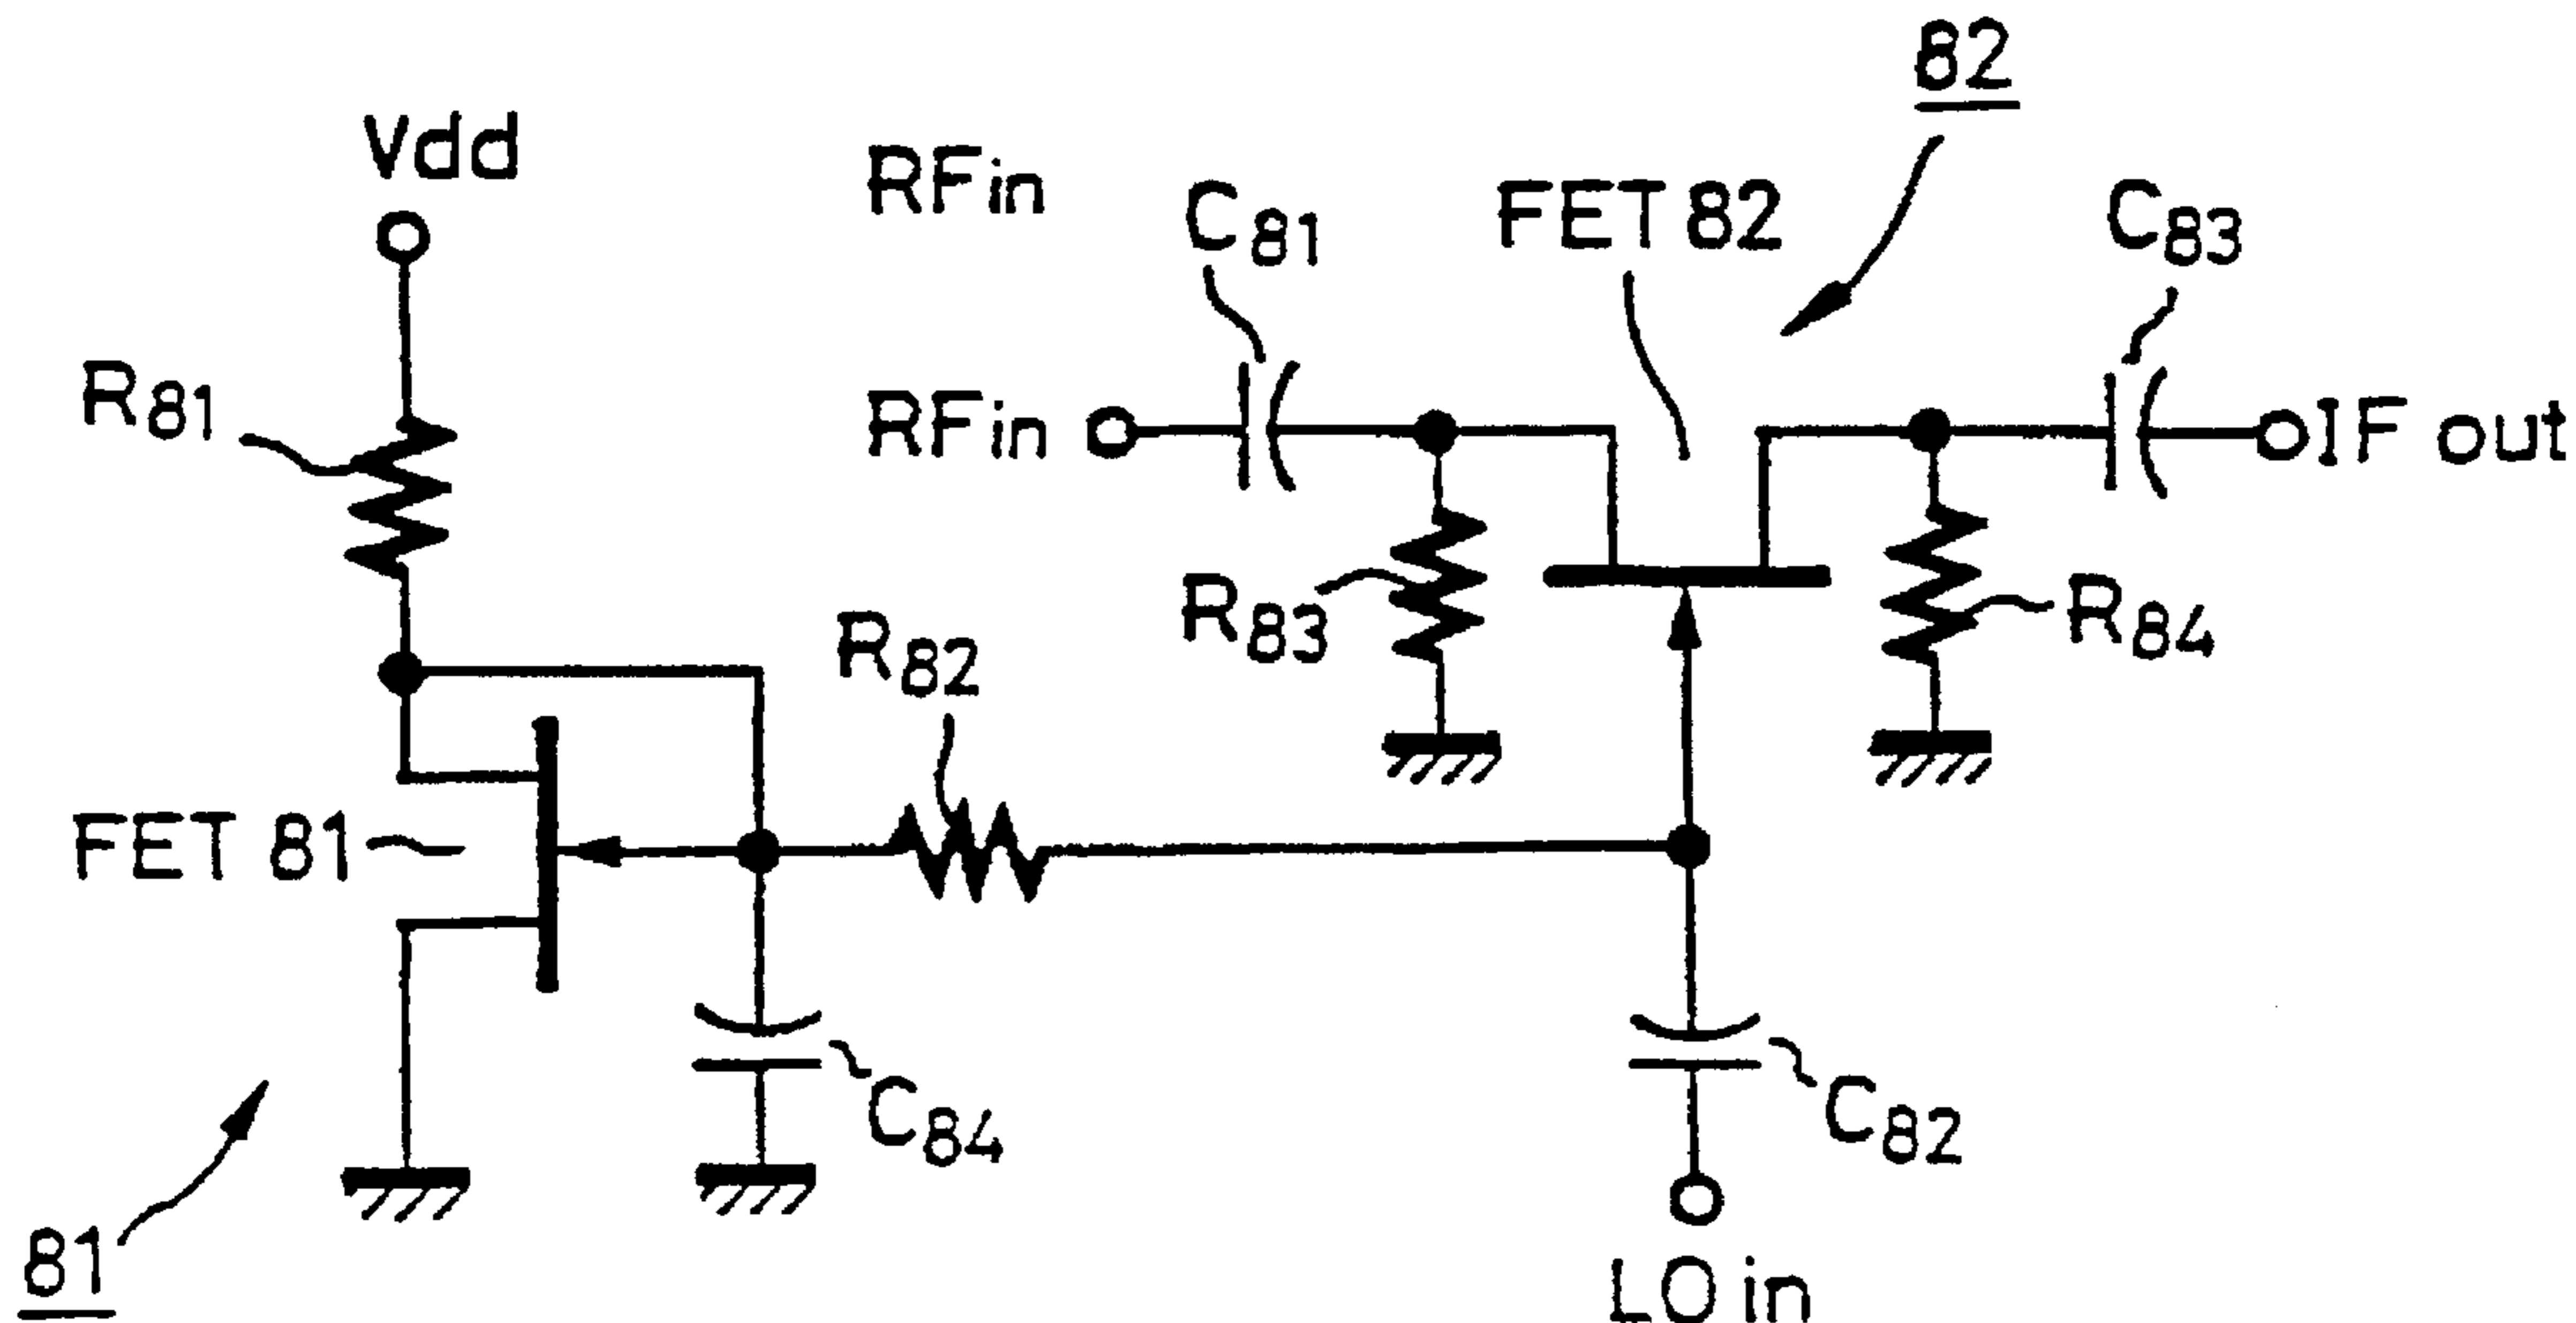 82
Vdd
RFin
C81
FET 82
C83
R81
RFin
IF out
R82
R83
R84
FET 81
C84
C82
81
LO in